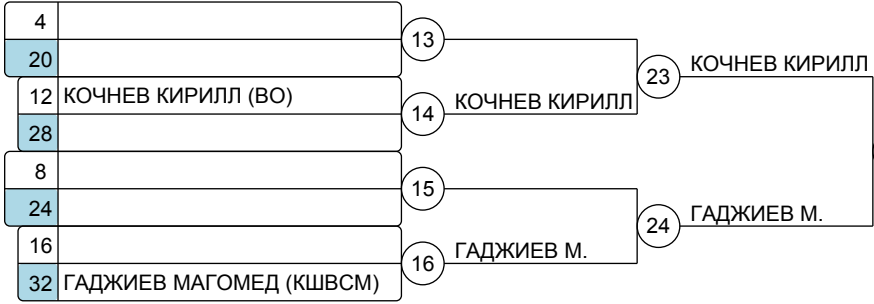 4
13
20
23
КОЧНЕВ КИРИЛЛ
12 КОЧНЕВ КИРИЛЛ (ВО)
14
КОЧНЕВ КИРИЛЛ
28
8
15
24
24
ГАДЖИЕВ М.
16
16
ГАДЖИЕВ М.
32 ГАДЖИЕВ МАГОМЕД (КШВСМ)